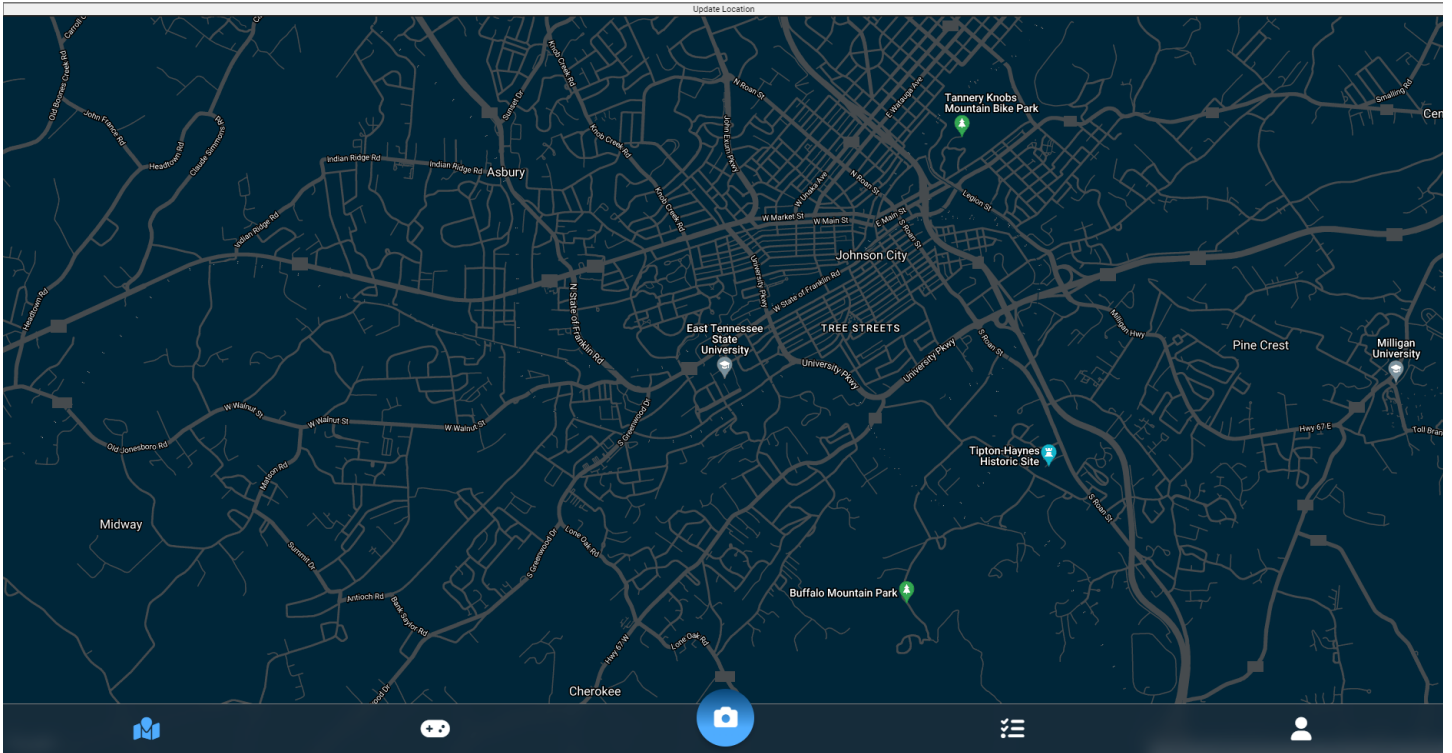 Update Location
Carroll C
Old Boones Creek Rd
John France Rd
Headtown Rd
Claude Simmons Rd
Sunset Dr
Knob Creek Rd
Knob Creek Rd
Knob Creek Rd
N Roan St
John Exum Pkwy
E Watauga Ave
Tannery Knobs
Mountain Bike Park
Smalling Rd
Cen
Indian Ridge Rd
Indian Ridge Rd
Asbury
Indian Ridge Rd
W Unaka Ave
N Roan St
Legion St
W Market St
W Main St
E Main St
S Roan St
Johnson City
University Pkwy
W State of Franklin Rd
Headtown Rd
N State of Franklin Rd
East Tennessee
State
University
TREE STREETS
University Pkwy
University Pkwy
S Roan St
Milligan Hwy
Pine Crest
Milligan
University
W Walnut St
W Walnut St
W Walnut St
S Greenwood Dr
Old Jonesboro Rd
Hwy 67 E
Toll Bran
Matson Rd
Tipton-Haynes
Historic Site
S Roan St
Midway
Summit Dr
S Greenwood Dr
Lone Oak Rd
Antioch Rd
Bank Saylor Rd
Buffalo Mountain Park
Hwy 67 W
Lone Oak Rd
Cherokee
ood Dr